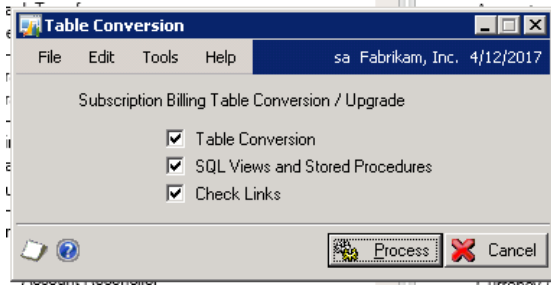 Table Conversion
File Edit Tools Help sa Fabrikam, Inc. 4/12/2017
Subscription Billing Table Conversion / Upgrade
Table Conversion
SQL Views and Stored Procedures
Check Links
Process Cancel